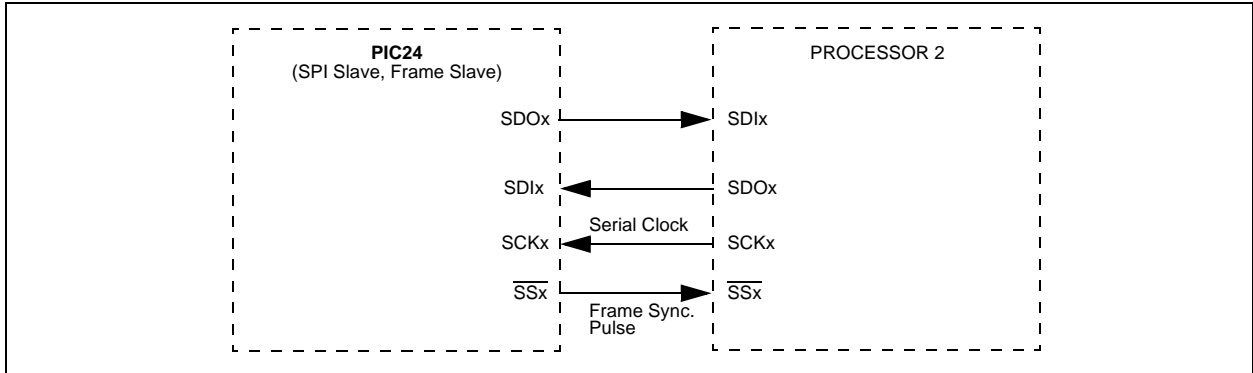 PIC24
(SPI Slave, Frame Slave)
PROCESSOR 2
SDOx
SDIx
SDIx
SDOx
Serial Clock
SCKx
SCKx
SSx
SSx
Frame Sync.
Pulse